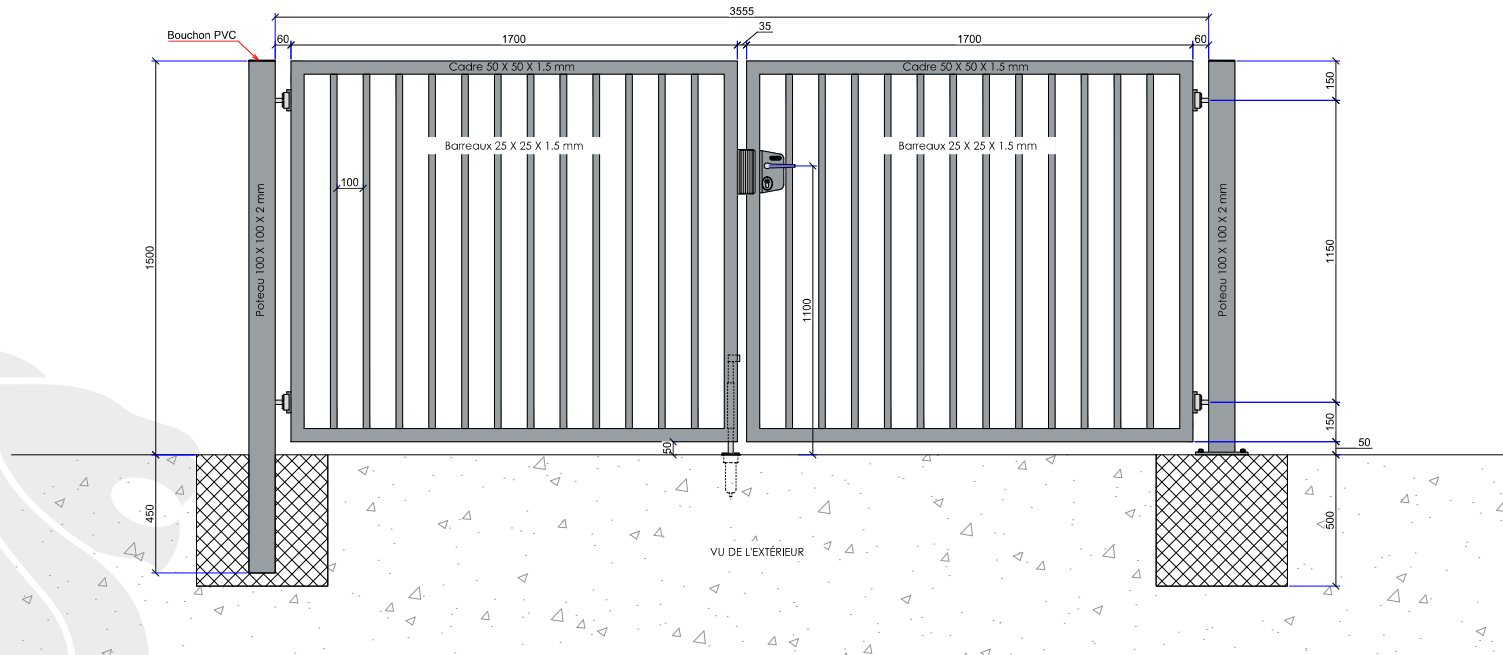 3555
35
Bouchon PVC
60
1700
1700
60
Cadre 50 X 50 X 1.5 mm
Cadre 50 X 50 X 1.5 mm
150
Barreaux 25 X 25 X 1.5 mm
Barreaux 25 X 25 X 1.5 mm
100
Poteau 100 X 100 X 2 mm
Poteau 100 X 100 X 2 mm
1500
1150
1100
150
50
50
450
500
VU DE L'EXTÉRIEUR